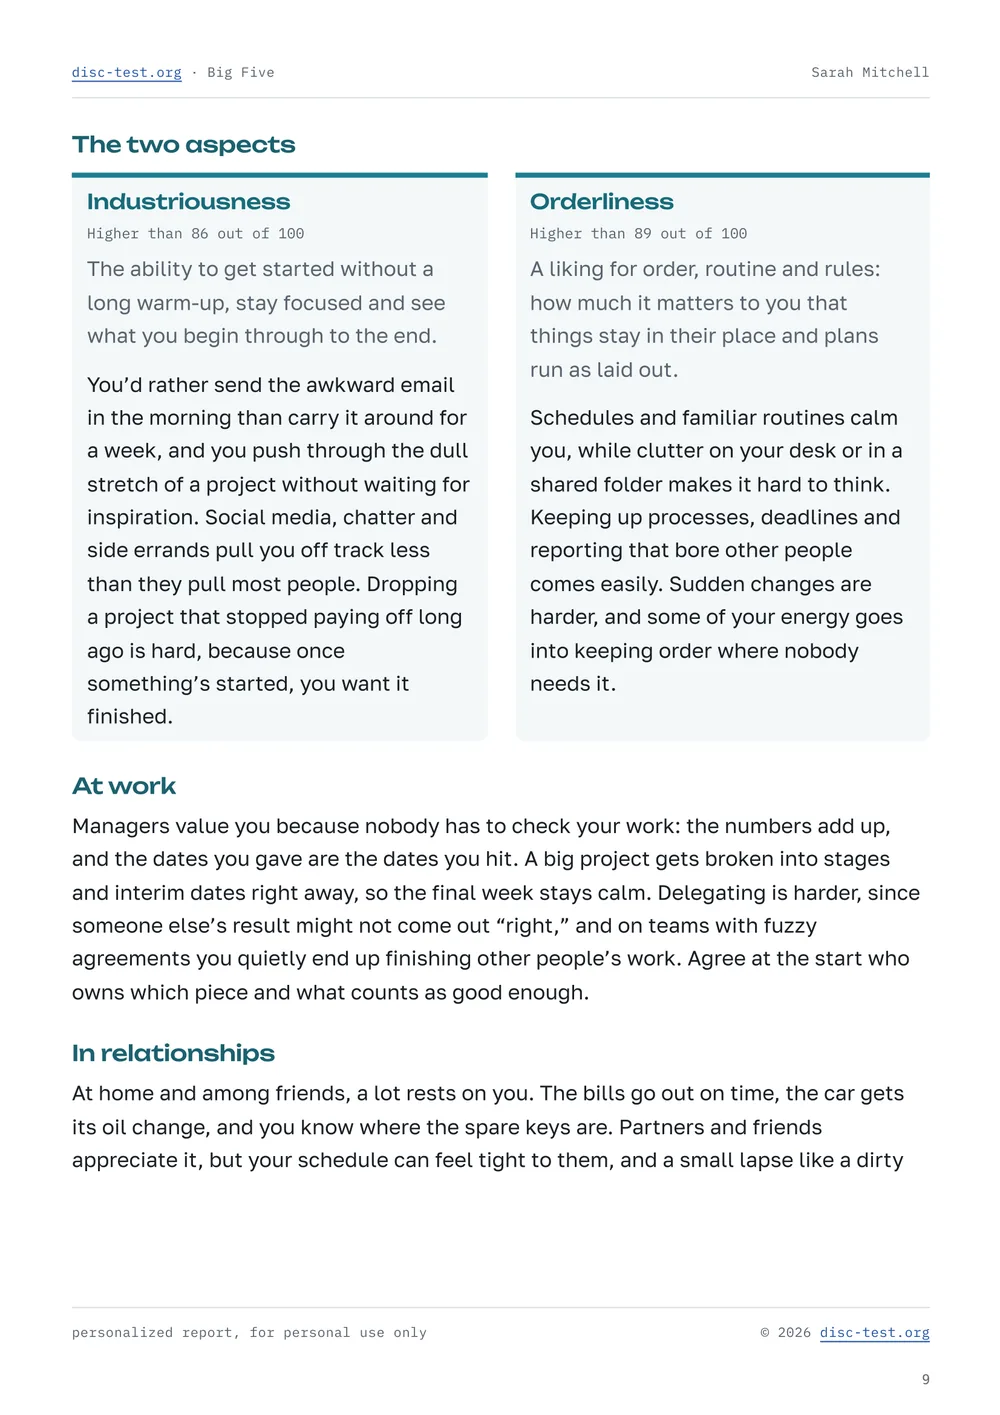 disc-test.org · Big Five
Sarah Mitchell
The two aspects
Industriousness
Higher than 86 out of 100
The ability to get started without a
long warm-up, stay focused and see
what you begin through to the end.
You’d rather send the awkward email
in the morning than carry it around for
a week, and you push through the dull
stretch of a project without waiting for
inspiration. Social media, chatter and
side errands pull you off track less
than they pull most people. Dropping
a project that stopped paying off long
ago is hard, because once
something’s started, you want it
finished.
Orderliness
Higher than 89 out of 100
A liking for order, routine and rules:
how much it matters to you that
things stay in their place and plans
run as laid out.
Schedules and familiar routines calm
you, while clutter on your desk or in a
shared folder makes it hard to think.
Keeping up processes, deadlines and
reporting that bore other people
comes easily. Sudden changes are
harder, and some of your energy goes
into keeping order where nobody
needs it.
At work
Managers value you because nobody has to check your work: the numbers add up,
and the dates you gave are the dates you hit. A big project gets broken into stages
and interim dates right away, so the final week stays calm. Delegating is harder, since
someone else’s result might not come out “right,” and on teams with fuzzy
agreements you quietly end up finishing other people’s work. Agree at the start who
owns which piece and what counts as good enough.
In relationships
At home and among friends, a lot rests on you. The bills go out on time, the car gets
its oil change, and you know where the spare keys are. Partners and friends
appreciate it, but your schedule can feel tight to them, and a small lapse like a dirty
personalized report, for personal use only
© 2026 disc-test.org
9